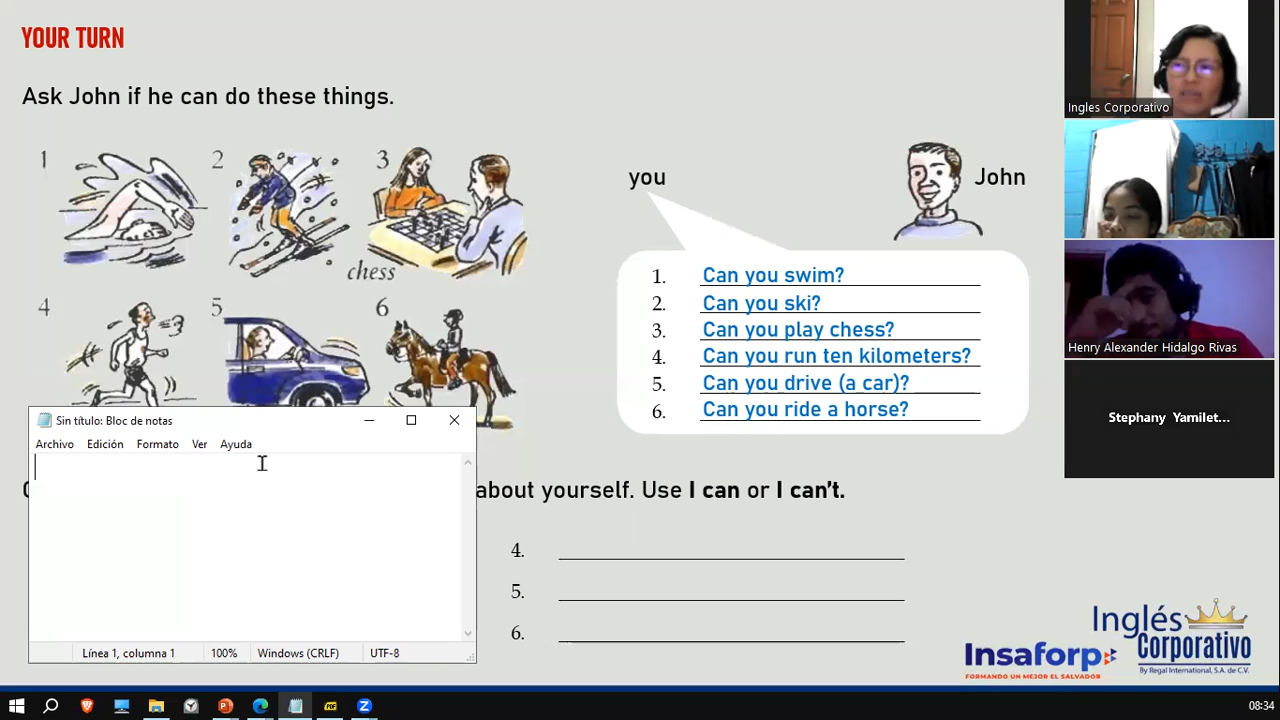 YOUR TURN
Ask John if he can do these things.
1
2
3
chess
4
5
6
you
John
1. Can you swim?
2. Can you ski?
3. Can you play chess?
4. Can you run ten kilometers?
5. Can you drive (a car)?
6. Can you ride a horse?
Sin título: Bloc de notas
Archivo Edición Formato Ver Ayuda
about yourself. Use I can or I can't.
4.
5.
6.
Línea 1, columna 1 100% Windows (CRLF) UTF-8
Insaforp
FORMANDO UN MEJOR EL SALVADOR
Inglés
Corporativo
By Regal International, S.A. de C.V.
Ingles Corporativo
Henry Alexander Hidalgo Rivas
Stephany Yamilet...
08:34